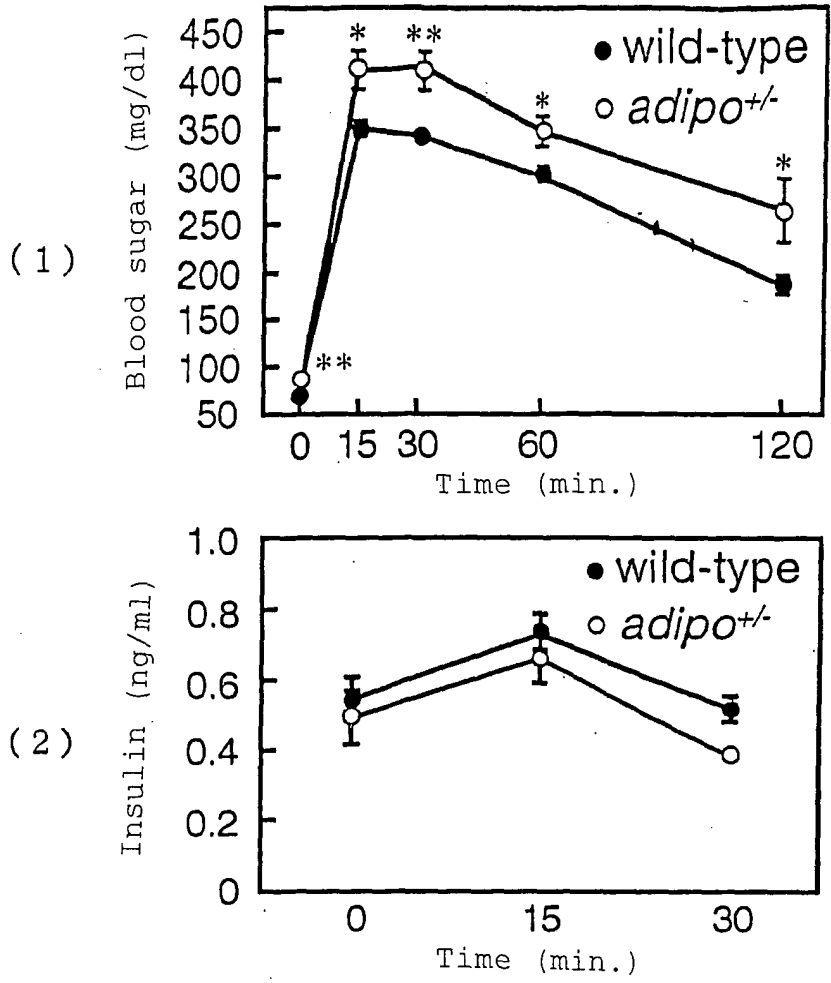 (1)
Blood sugar (mg/dl)
450
400
350
300
250
200
150
100
50
* ** * *
**
● wild-type
○ adipo+/-
0 15 30 60 120
Time (min.)
(2)
Insulin (ng/ml)
1.0
0.8
0.6
0.4
0.2
0
● wild-type
○ adipo+/-
0 15 30
Time (min.)